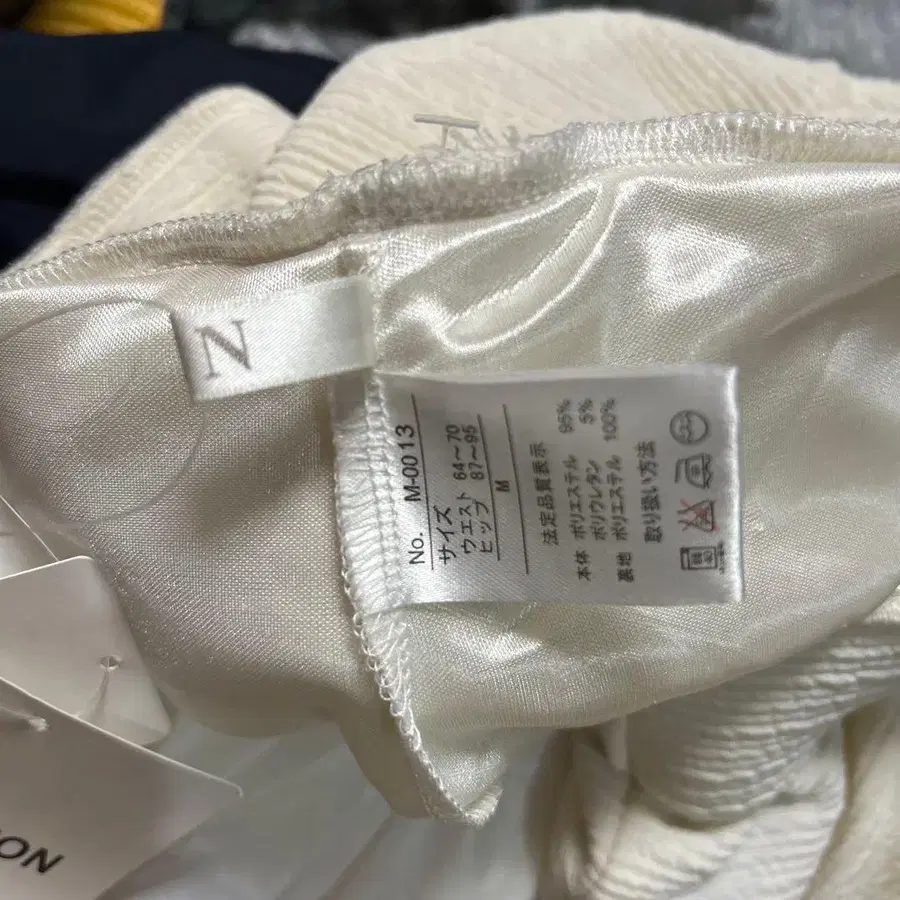 N
No. M-0013
サイズ
ウエスト 64～70
ヒップ 87～95
M
法定品質表示
本体 ポリエステル 95%
ポリウレタン 5%
裏地 ポリエステル 100%
取り扱い方法
40
ON